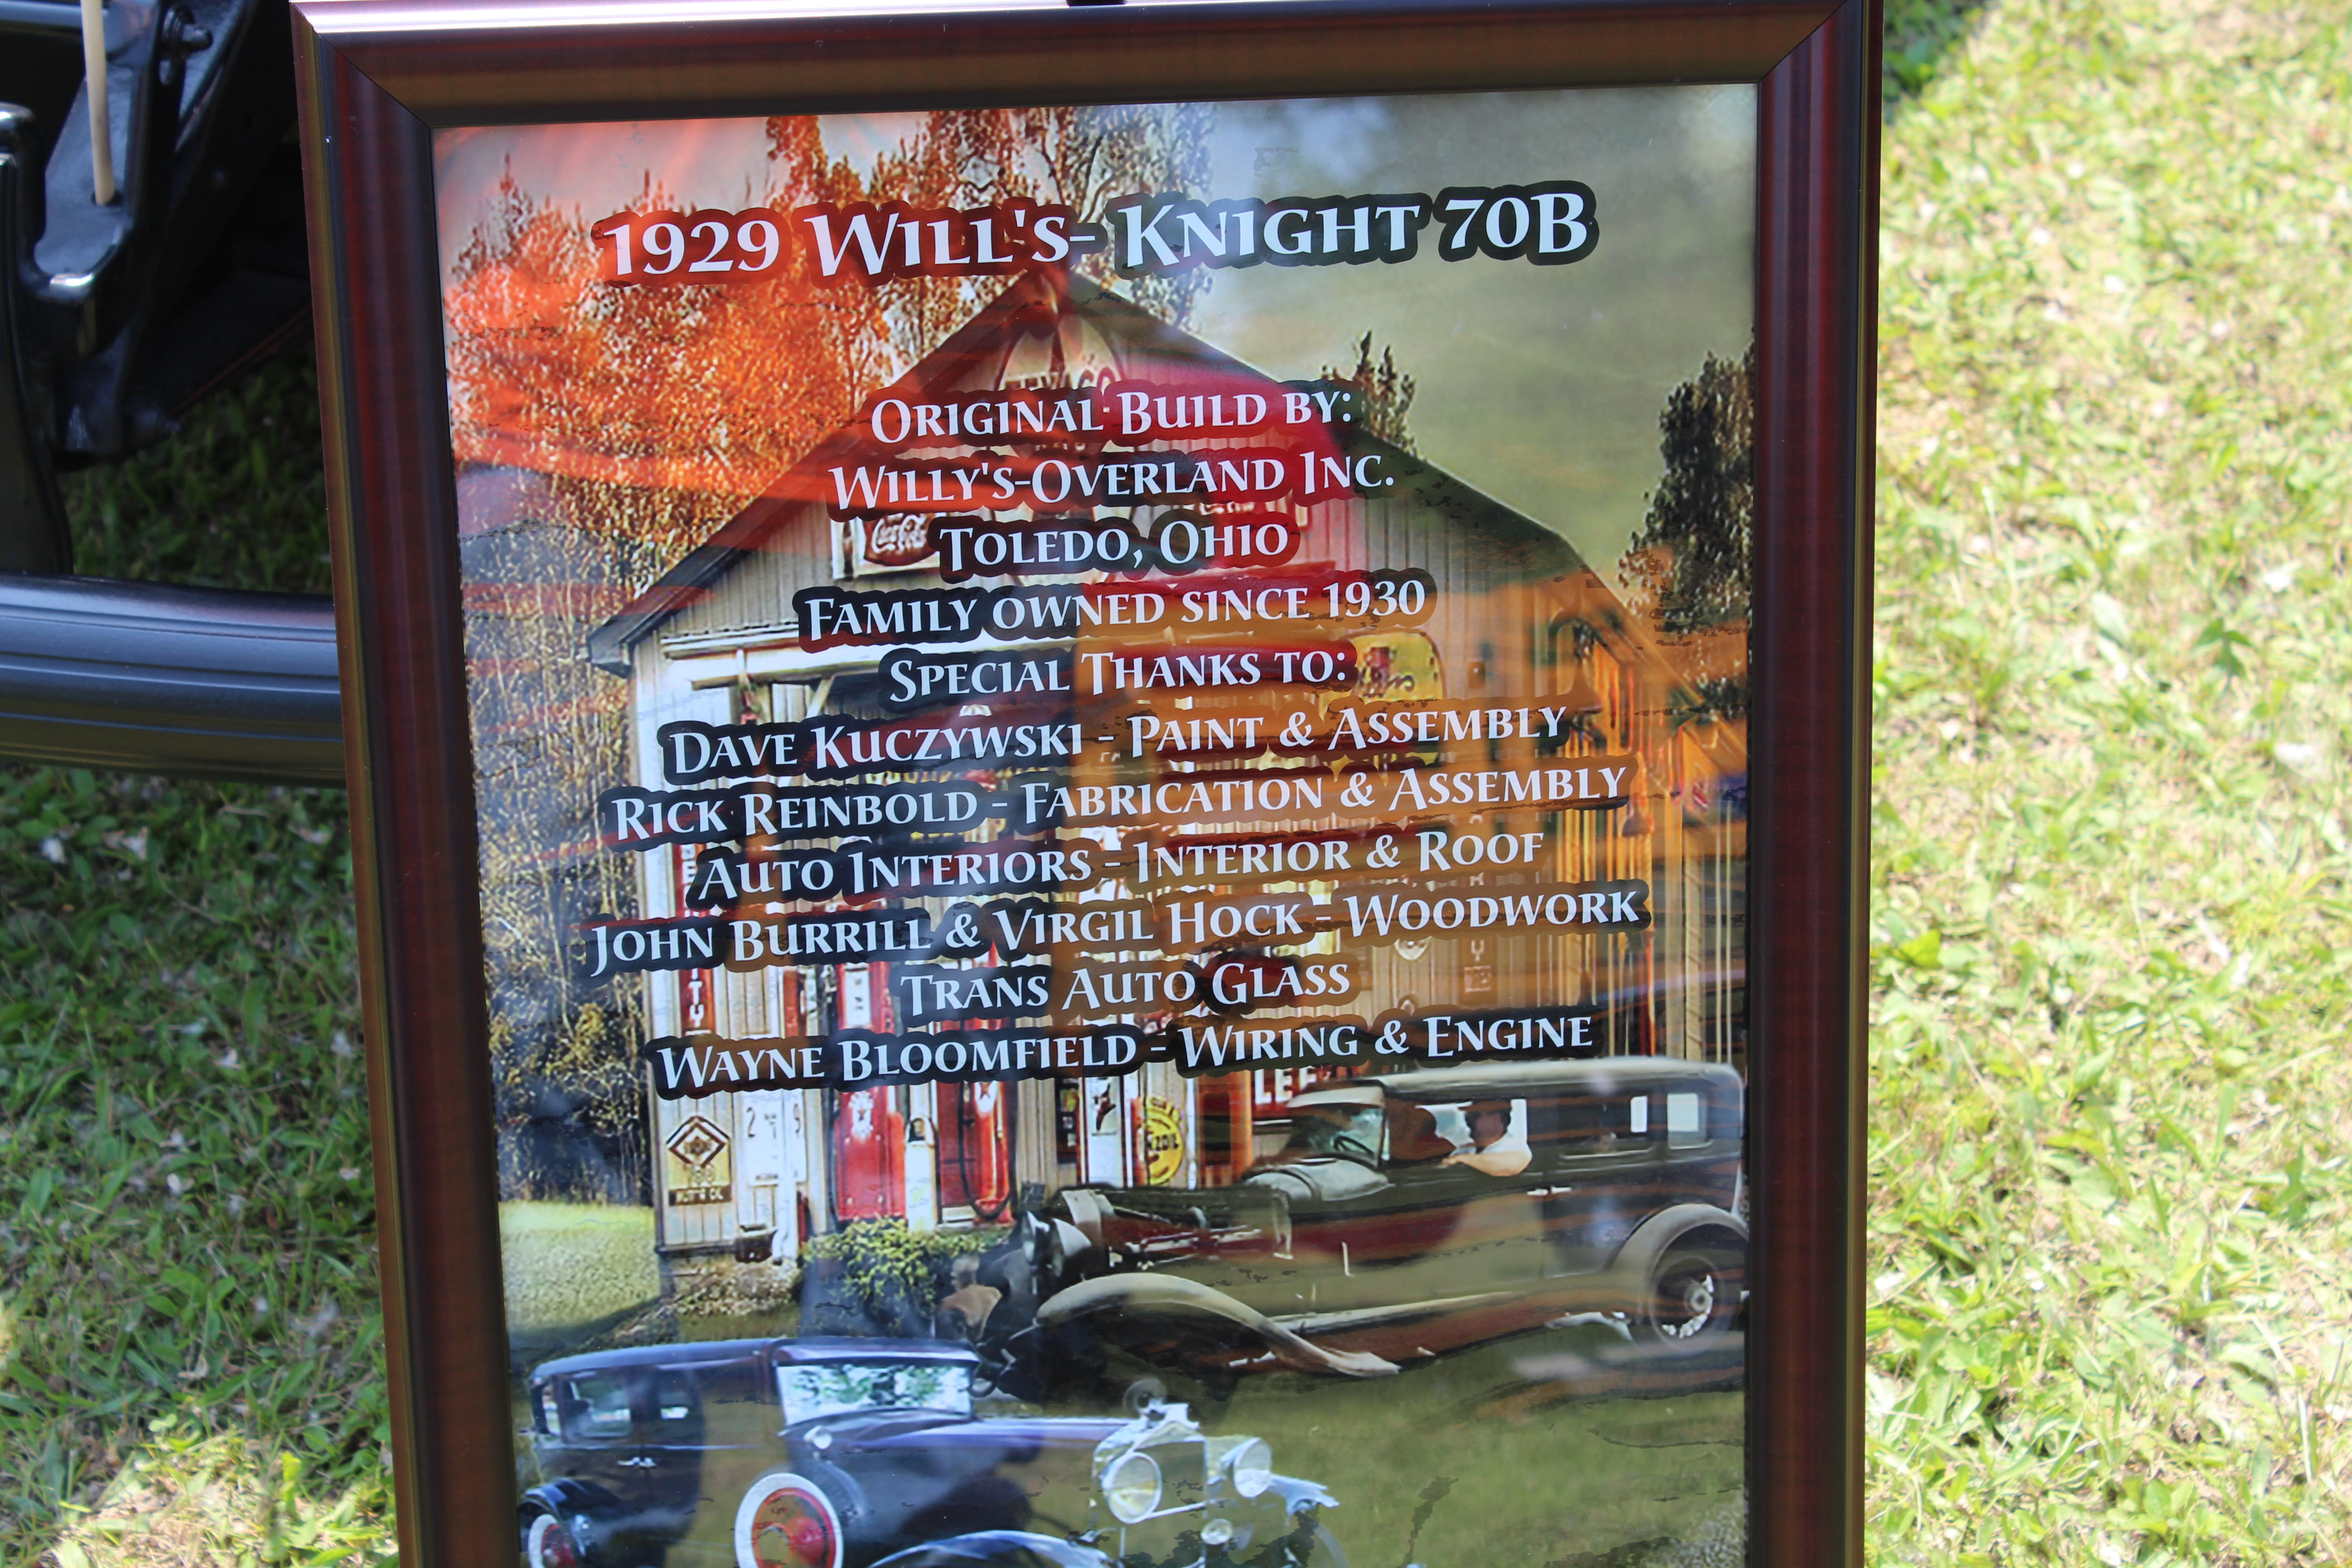 1929 Will's- Knight 70B
Original Build by:
Willy's-Overland Inc.
Toledo, Ohio
Family owned since 1930
Special Thanks to:
Dave Kuczywski - Paint & Assembly
Rick Reinbold - Fabrication & Assembly
Auto Interiors - Interior & Roof
John Burrill & Virgil Hock - Woodwork
Trans Auto Glass
Wayne Bloomfield - Wiring & Engine
Coca-Cola